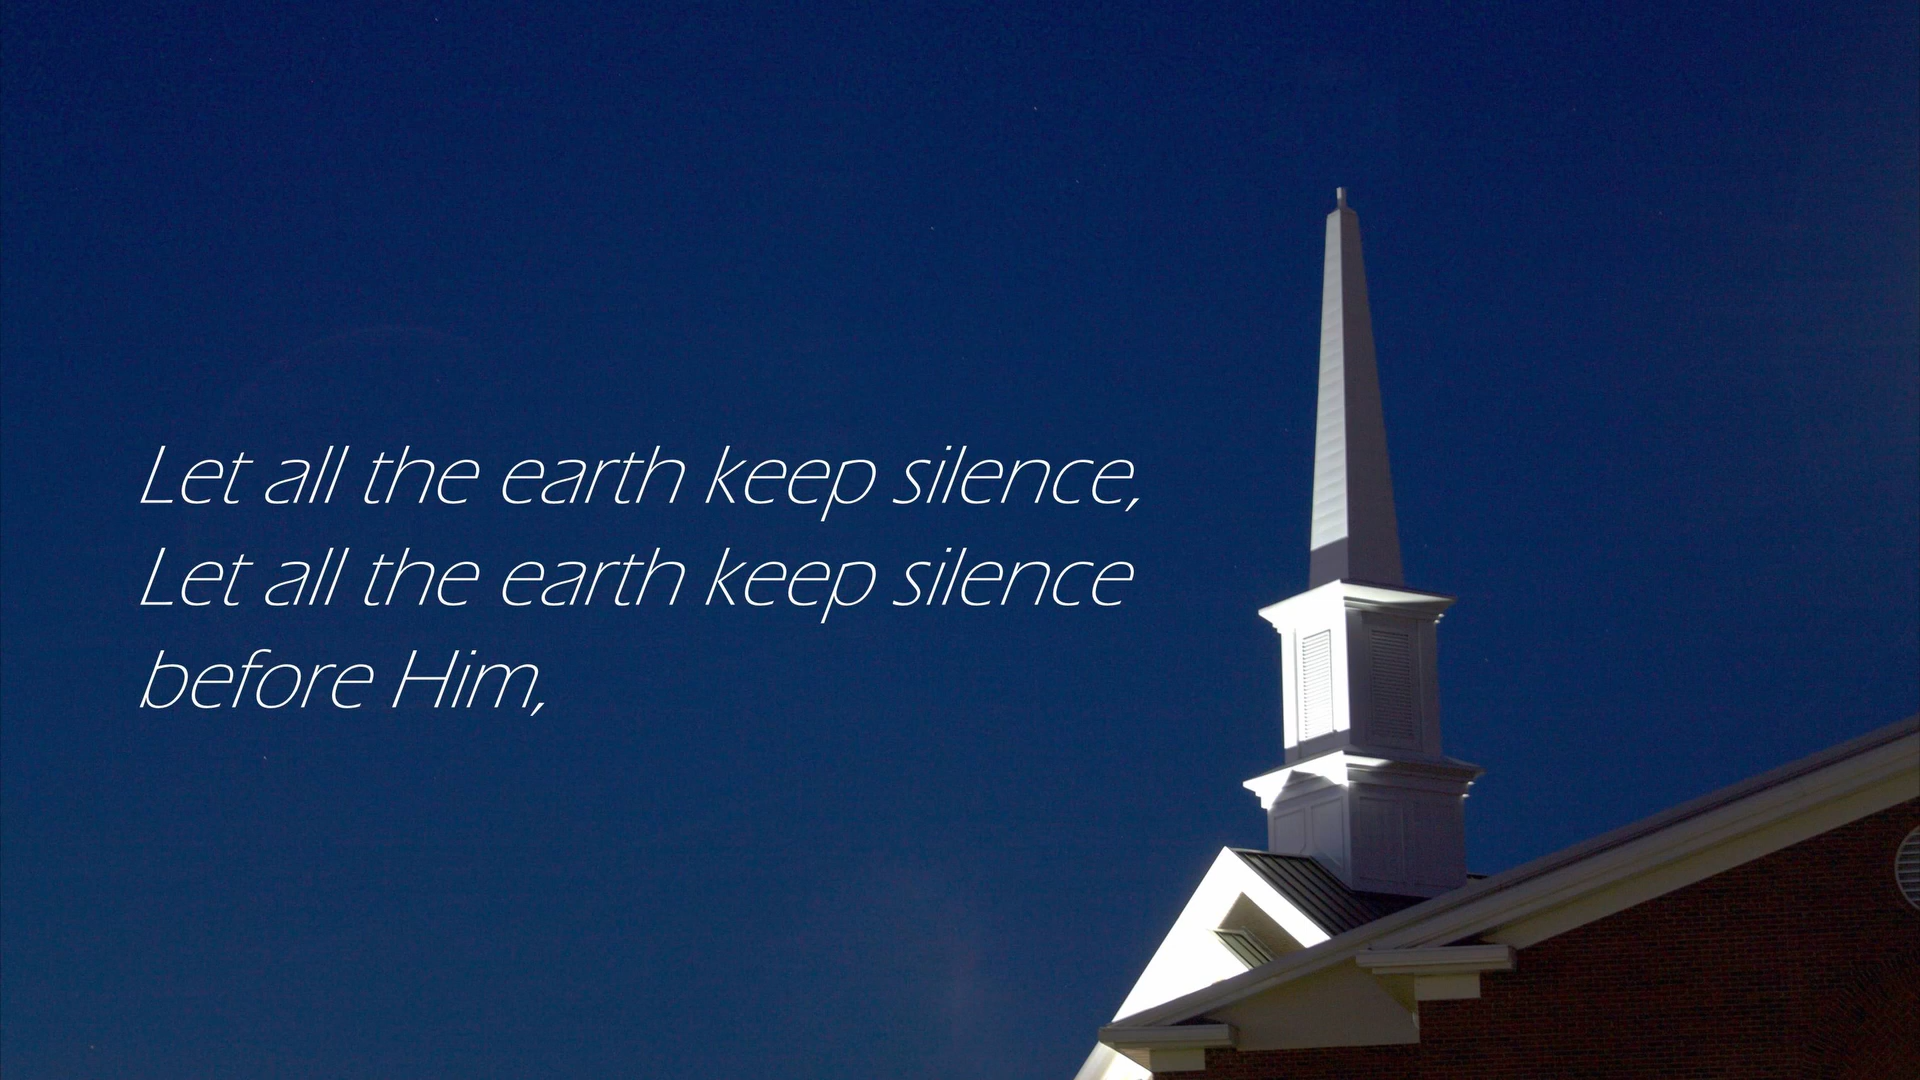 Let all the earth keep silence,
Let all the earth keep silence
before Him,